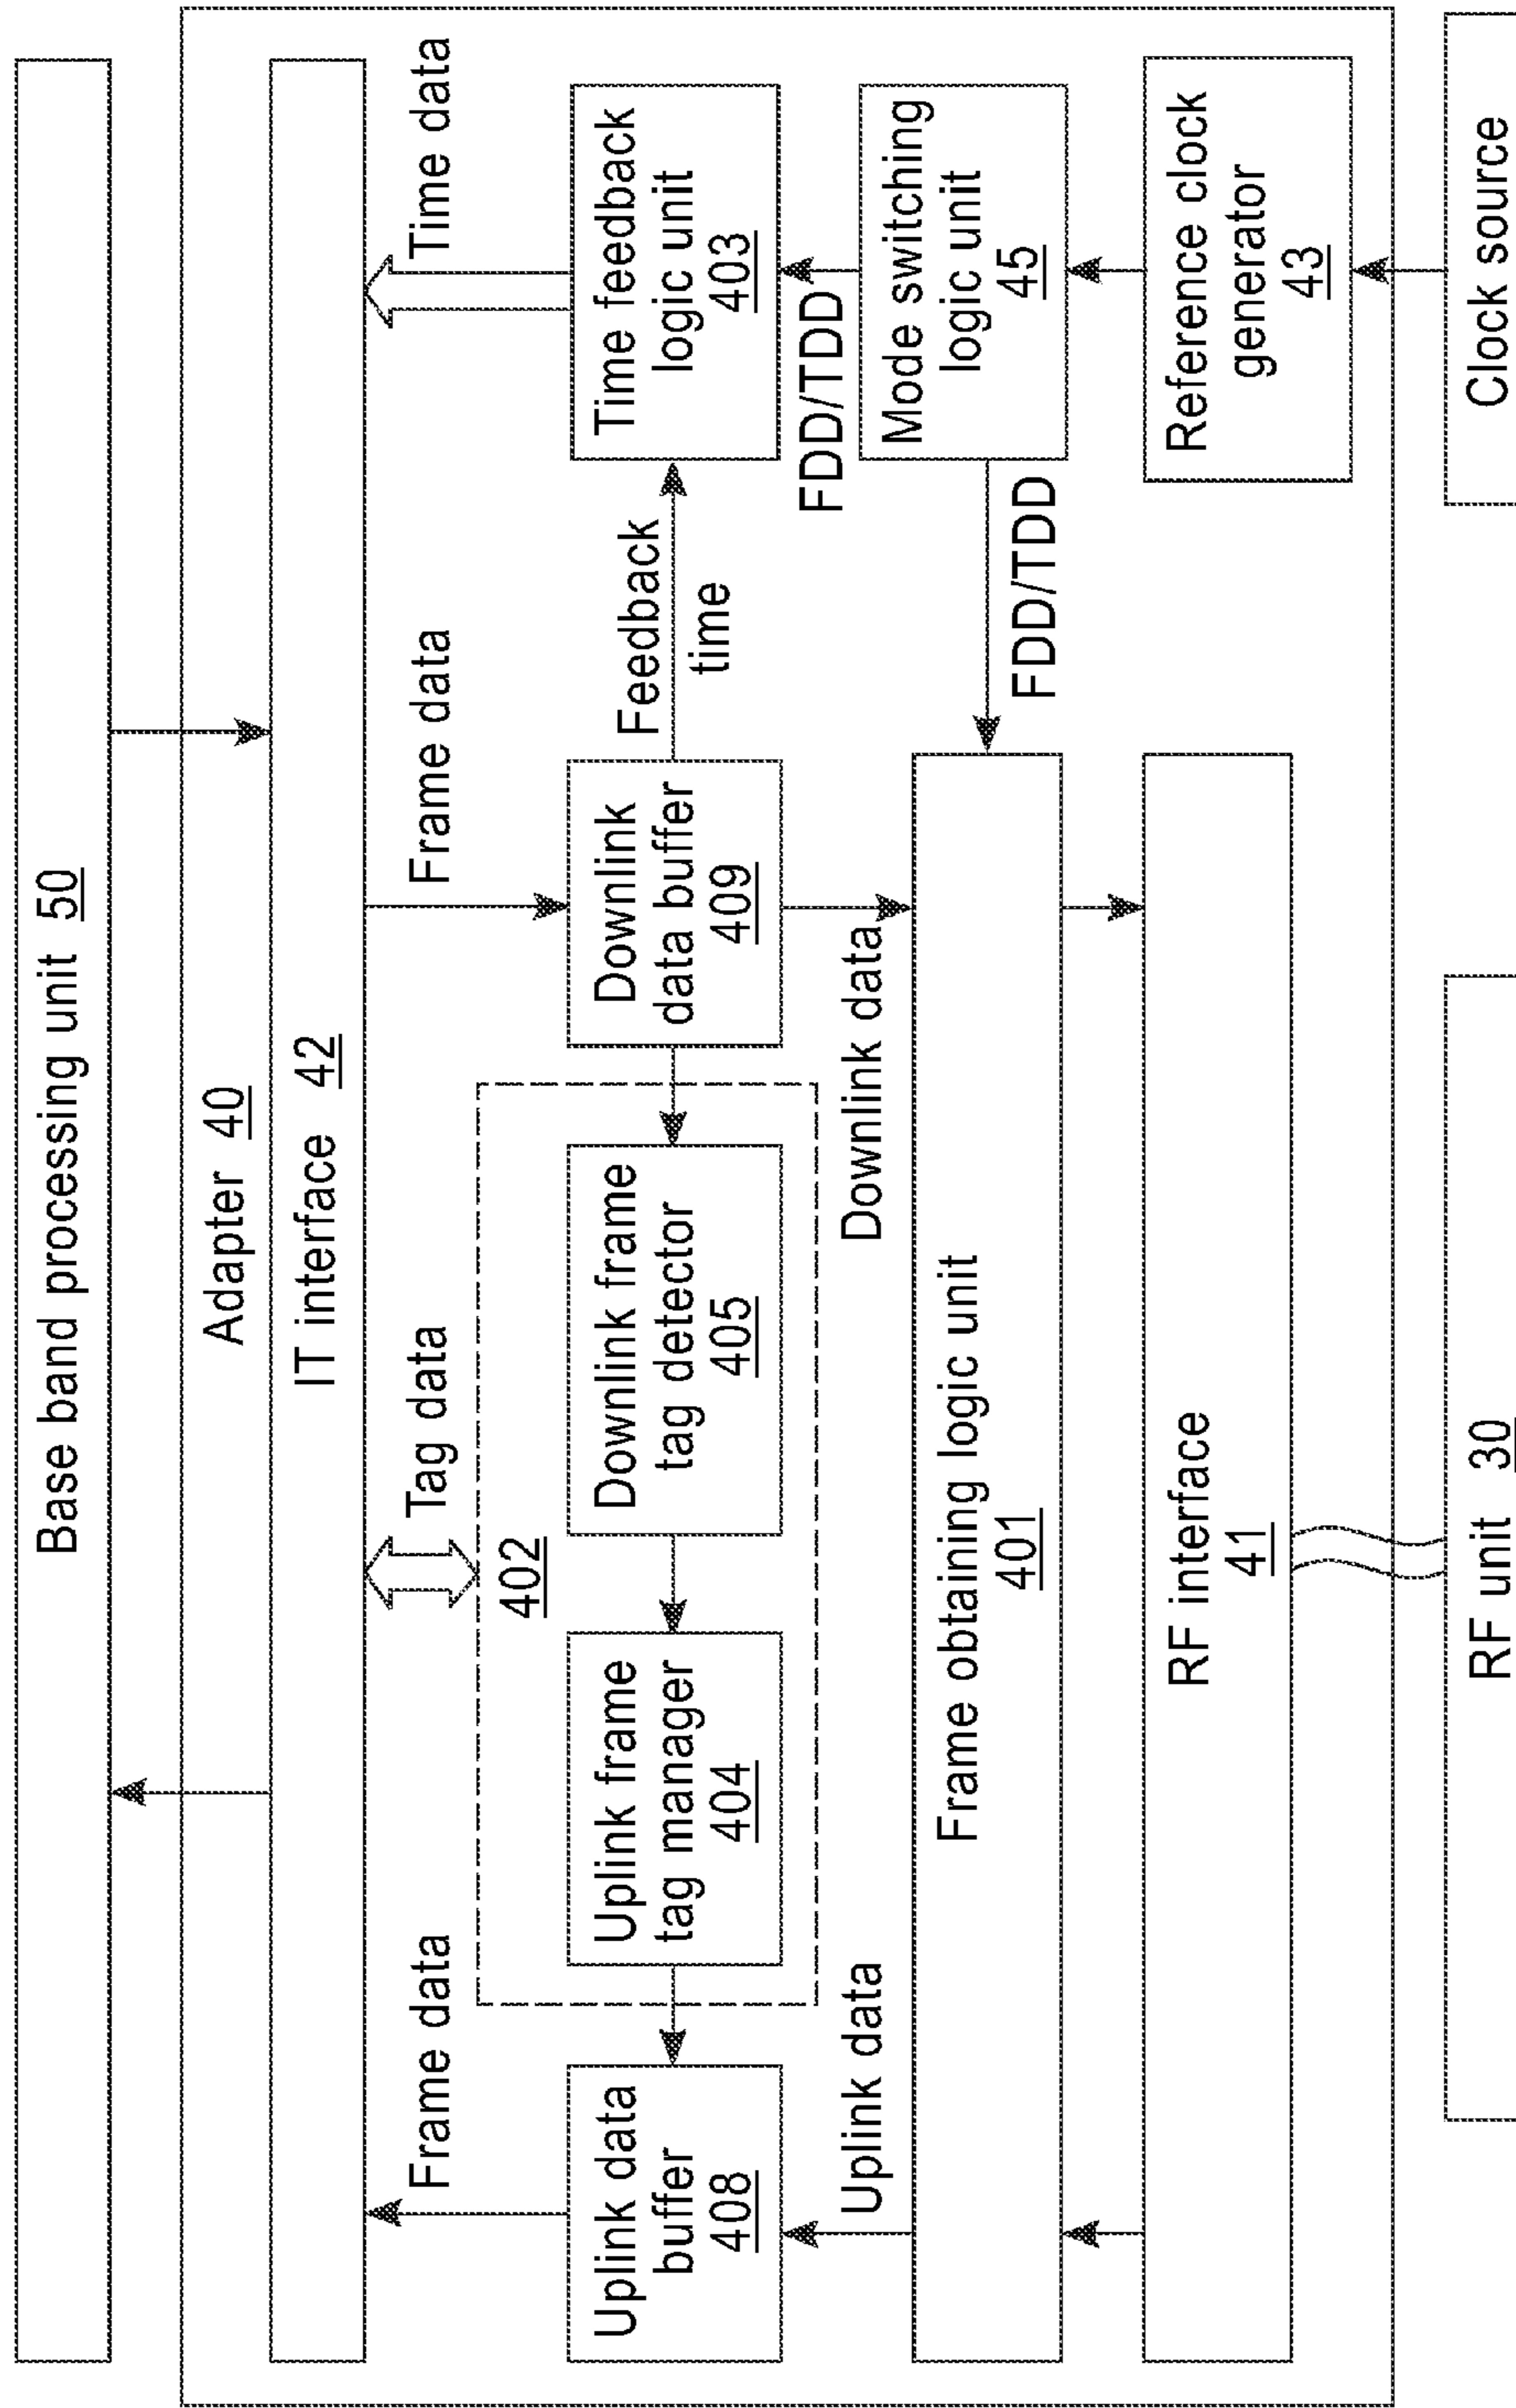 Base band processing unit 50
Adapter 40
IT interface 42
Frame data
Tag data
Frame data
Time data
402
Uplink data
buffer
408
Uplink frame
tag manager
404
Downlink frame
tag detector
405
Downlink
data buffer
409
Feedback
time
Time feedback
logic unit
403
Uplink data
Downlink data
FDD/TDD
Mode switching
logic unit
45
FDD/TDD
Frame obtaining logic unit
401
RF interface
41
Reference clock
generator
43
RF unit 30
Clock source